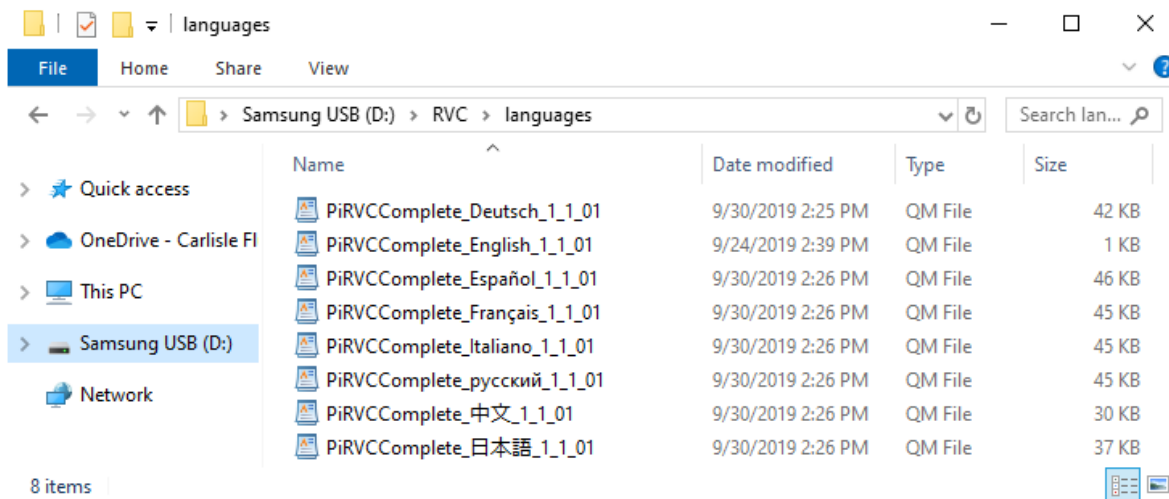 languages
File Home Share View
Samsung USB (D:) RVC languages Search lan...
Name Date modified Type Size
Quick access
OneDrive - Carlisle Fl
This PC
Samsung USB (D:)
Network
PiRVCComplete_Deutsch_1_1_01 9/30/2019 2:25 PM QM File 42 KB
PiRVCComplete_English_1_1_01 9/24/2019 2:39 PM QM File 1 KB
PiRVCComplete_Español_1_1_01 9/30/2019 2:26 PM QM File 46 KB
PiRVCComplete_Français_1_1_01 9/30/2019 2:26 PM QM File 45 KB
PiRVCComplete_Italiano_1_1_01 9/30/2019 2:26 PM QM File 45 KB
PiRVCComplete_русский_1_1_01 9/30/2019 2:26 PM QM File 45 KB
PiRVCComplete_中文_1_1_01 9/30/2019 2:26 PM QM File 30 KB
PiRVCComplete_日本語_1_1_01 9/30/2019 2:26 PM QM File 37 KB
8 items